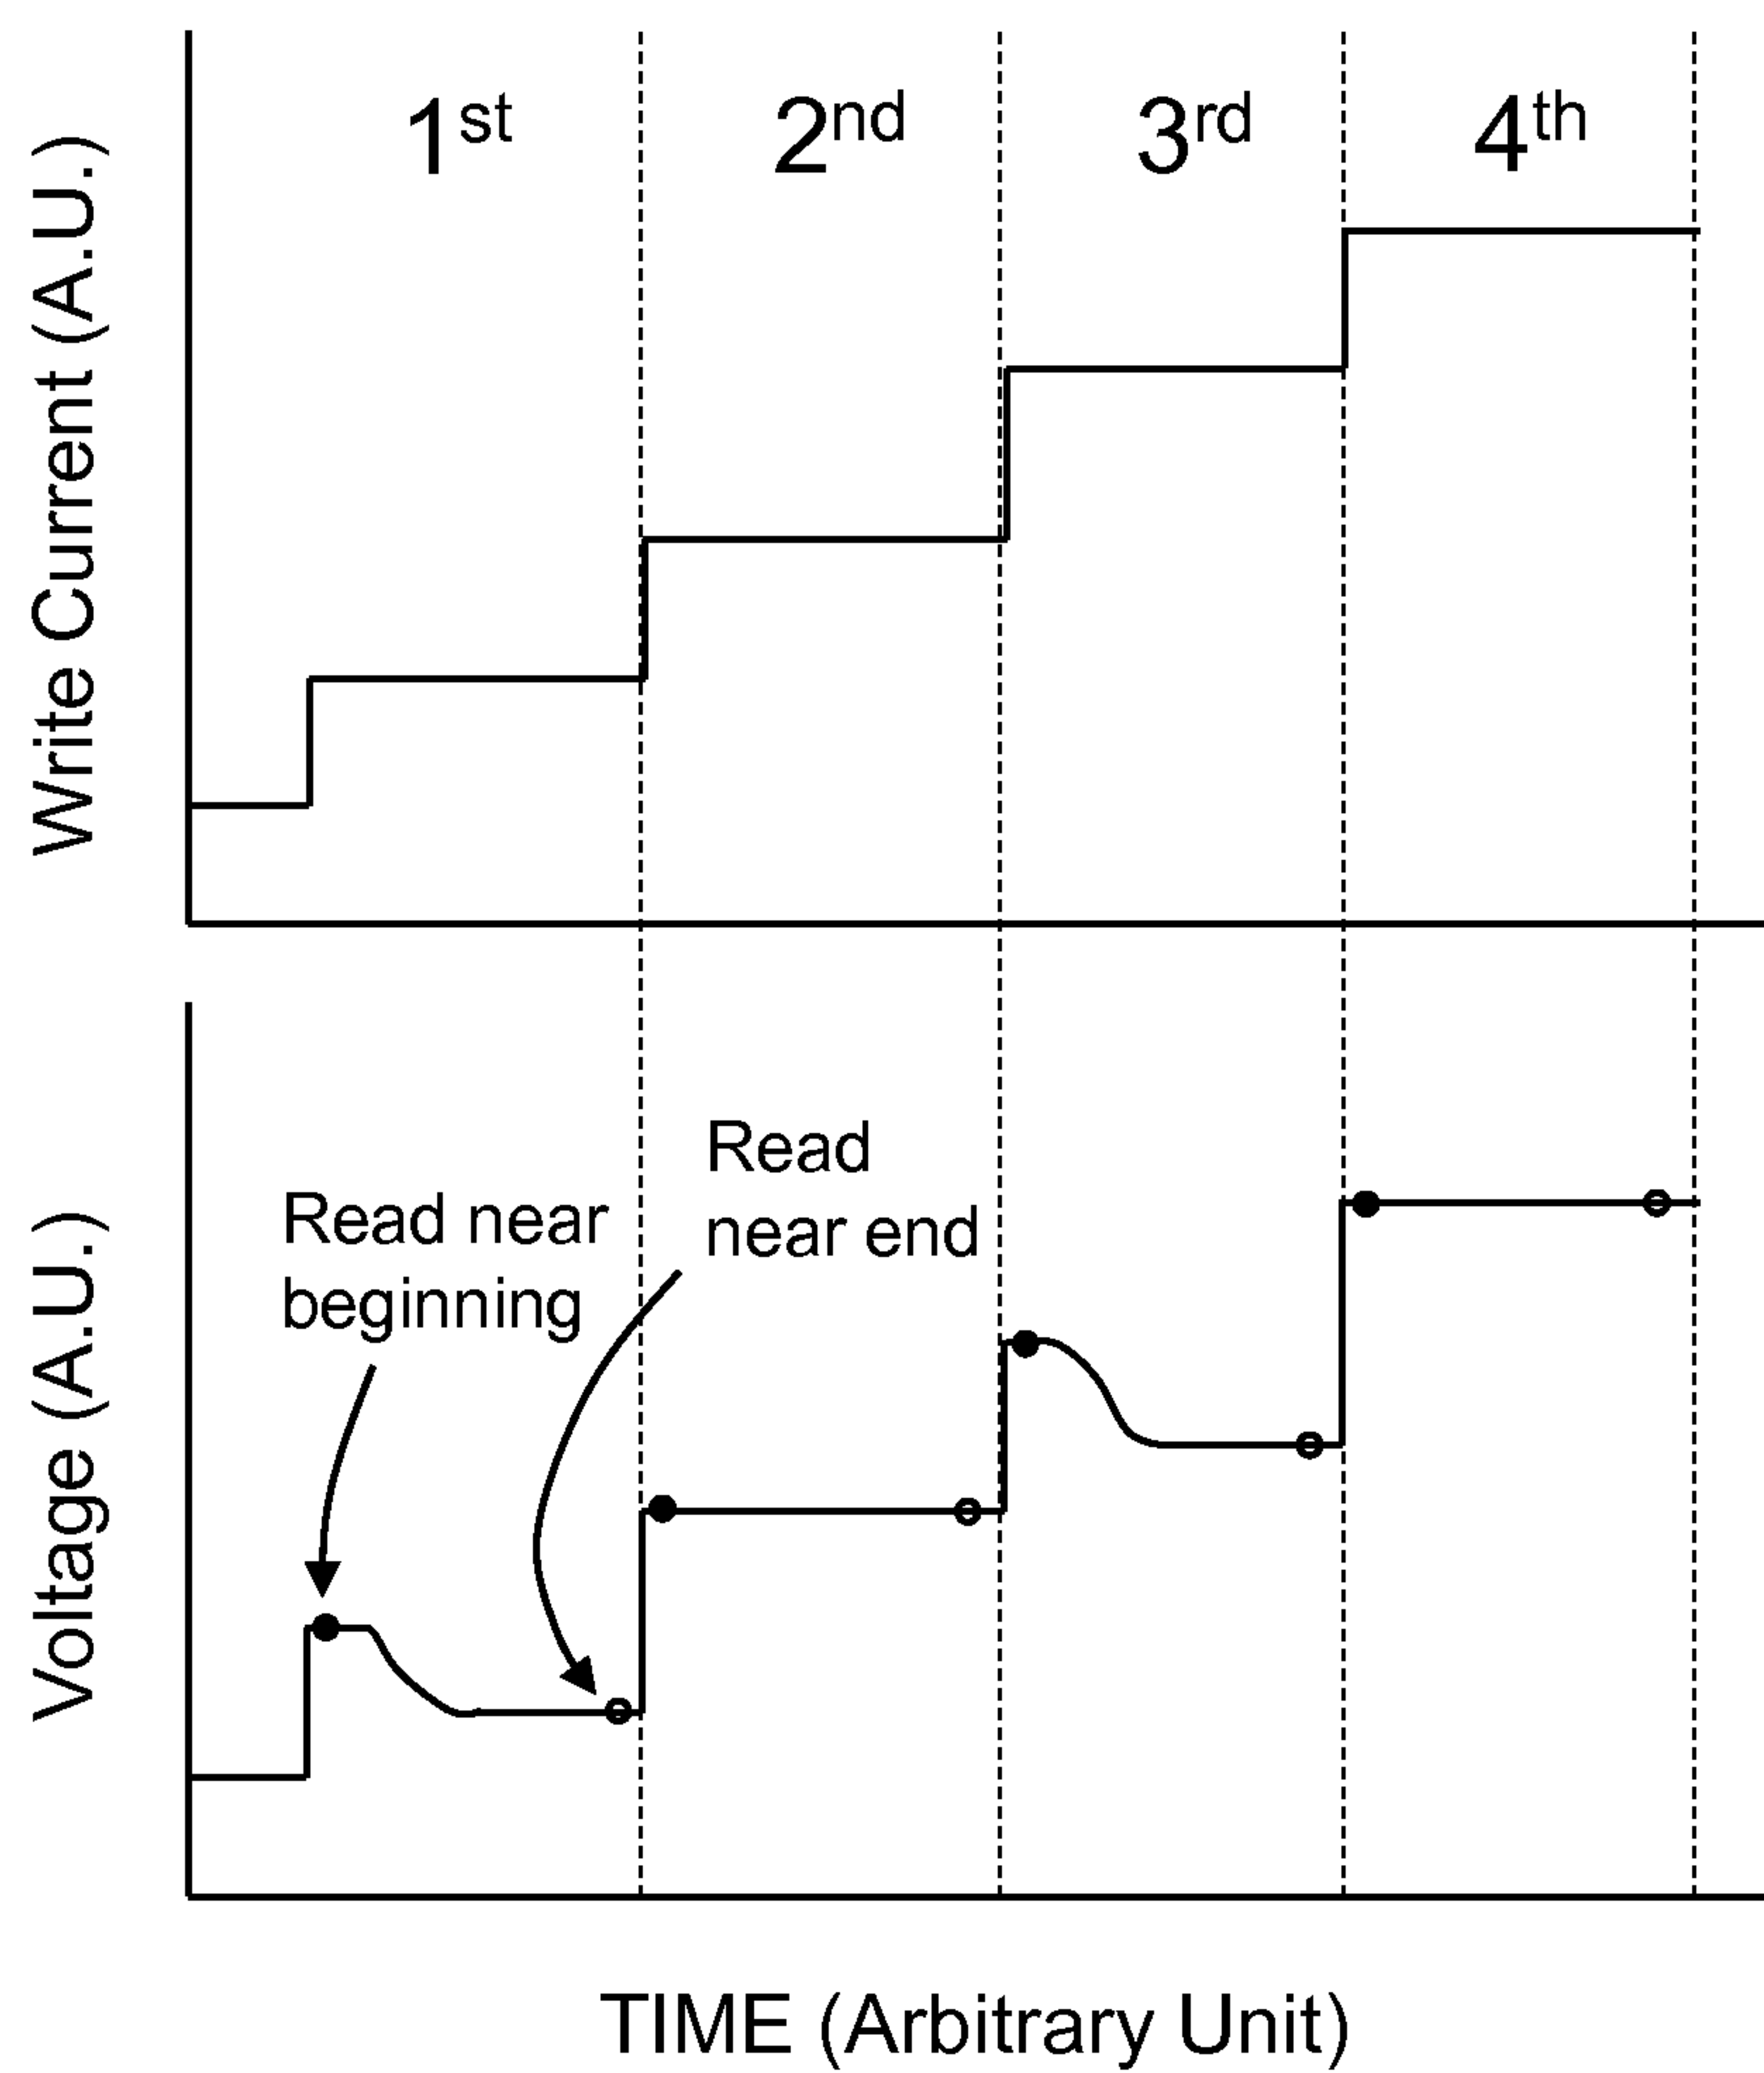 1st
2nd
3rd
4th
Write Current (A.U.)
Read
near end
Read near
beginning
Voltage (A.U.)
TIME (Arbitrary Unit)